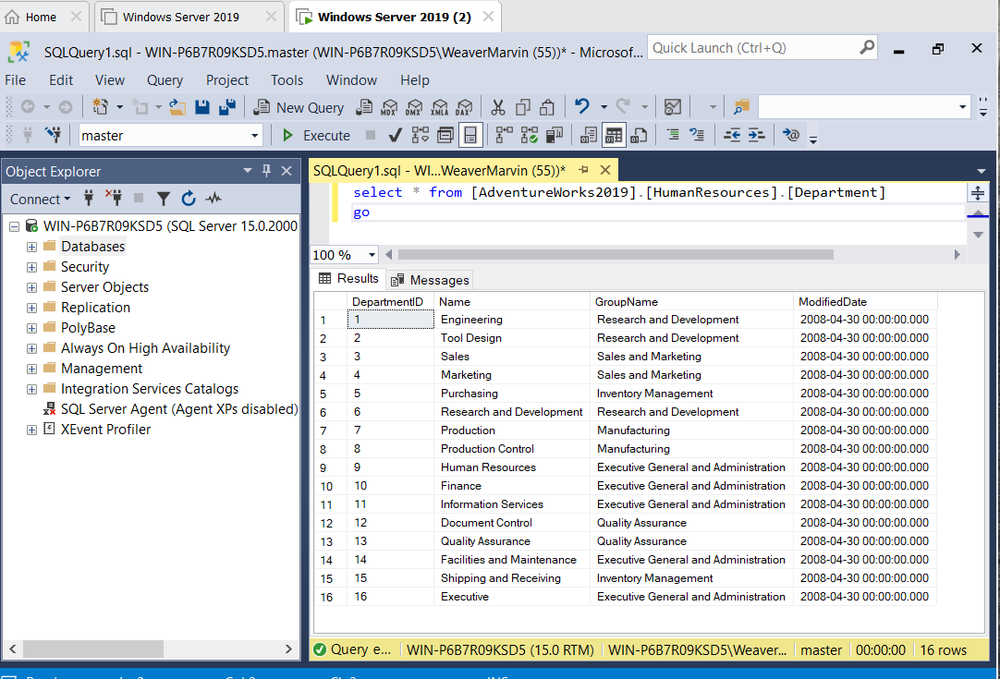 Home
Windows Server 2019
Windows Server 2019 (2)
SQLQuery1.sql - WIN-P6B7R09KSD5.master (WIN-P6B7R09KSD5\WeaverMarvin (55))* - Microsof...
Quick Launch (Ctrl+Q)
File Edit View Query Project Tools Window Help
New Query MDX DMX XMLA DAX
master Execute
Object Explorer
SQLQuery1.sql - WI...WeaverMarvin (55))*
Connect
select * from [AdventureWorks2019].[HumanResources].[Department]
go
WIN-P6B7R09KSD5 (SQL Server 15.0.2000
Databases
Security
Server Objects
Replication
PolyBase
Always On High Availability
Management
Integration Services Catalogs
SQL Server Agent (Agent XPs disabled)
XEvent Profiler
100 %
Results Messages
DepartmentID Name GroupName ModifiedDate
1 1 Engineering Research and Development 2008-04-30 00:00:00.000
2 2 Tool Design Research and Development 2008-04-30 00:00:00.000
3 3 Sales Sales and Marketing 2008-04-30 00:00:00.000
4 4 Marketing Sales and Marketing 2008-04-30 00:00:00.000
5 5 Purchasing Inventory Management 2008-04-30 00:00:00.000
6 6 Research and Development Research and Development 2008-04-30 00:00:00.000
7 7 Production Manufacturing 2008-04-30 00:00:00.000
8 8 Production Control Manufacturing 2008-04-30 00:00:00.000
9 9 Human Resources Executive General and Administration 2008-04-30 00:00:00.000
10 10 Finance Executive General and Administration 2008-04-30 00:00:00.000
11 11 Information Services Executive General and Administration 2008-04-30 00:00:00.000
12 12 Document Control Quality Assurance 2008-04-30 00:00:00.000
13 13 Quality Assurance Quality Assurance 2008-04-30 00:00:00.000
14 14 Facilities and Maintenance Executive General and Administration 2008-04-30 00:00:00.000
15 15 Shipping and Receiving Inventory Management 2008-04-30 00:00:00.000
16 16 Executive Executive General and Administration 2008-04-30 00:00:00.000
Query e... WIN-P6B7R09KSD5 (15.0 RTM) WIN-P6B7R09KSD5\Weaver... master 00:00:00 16 rows